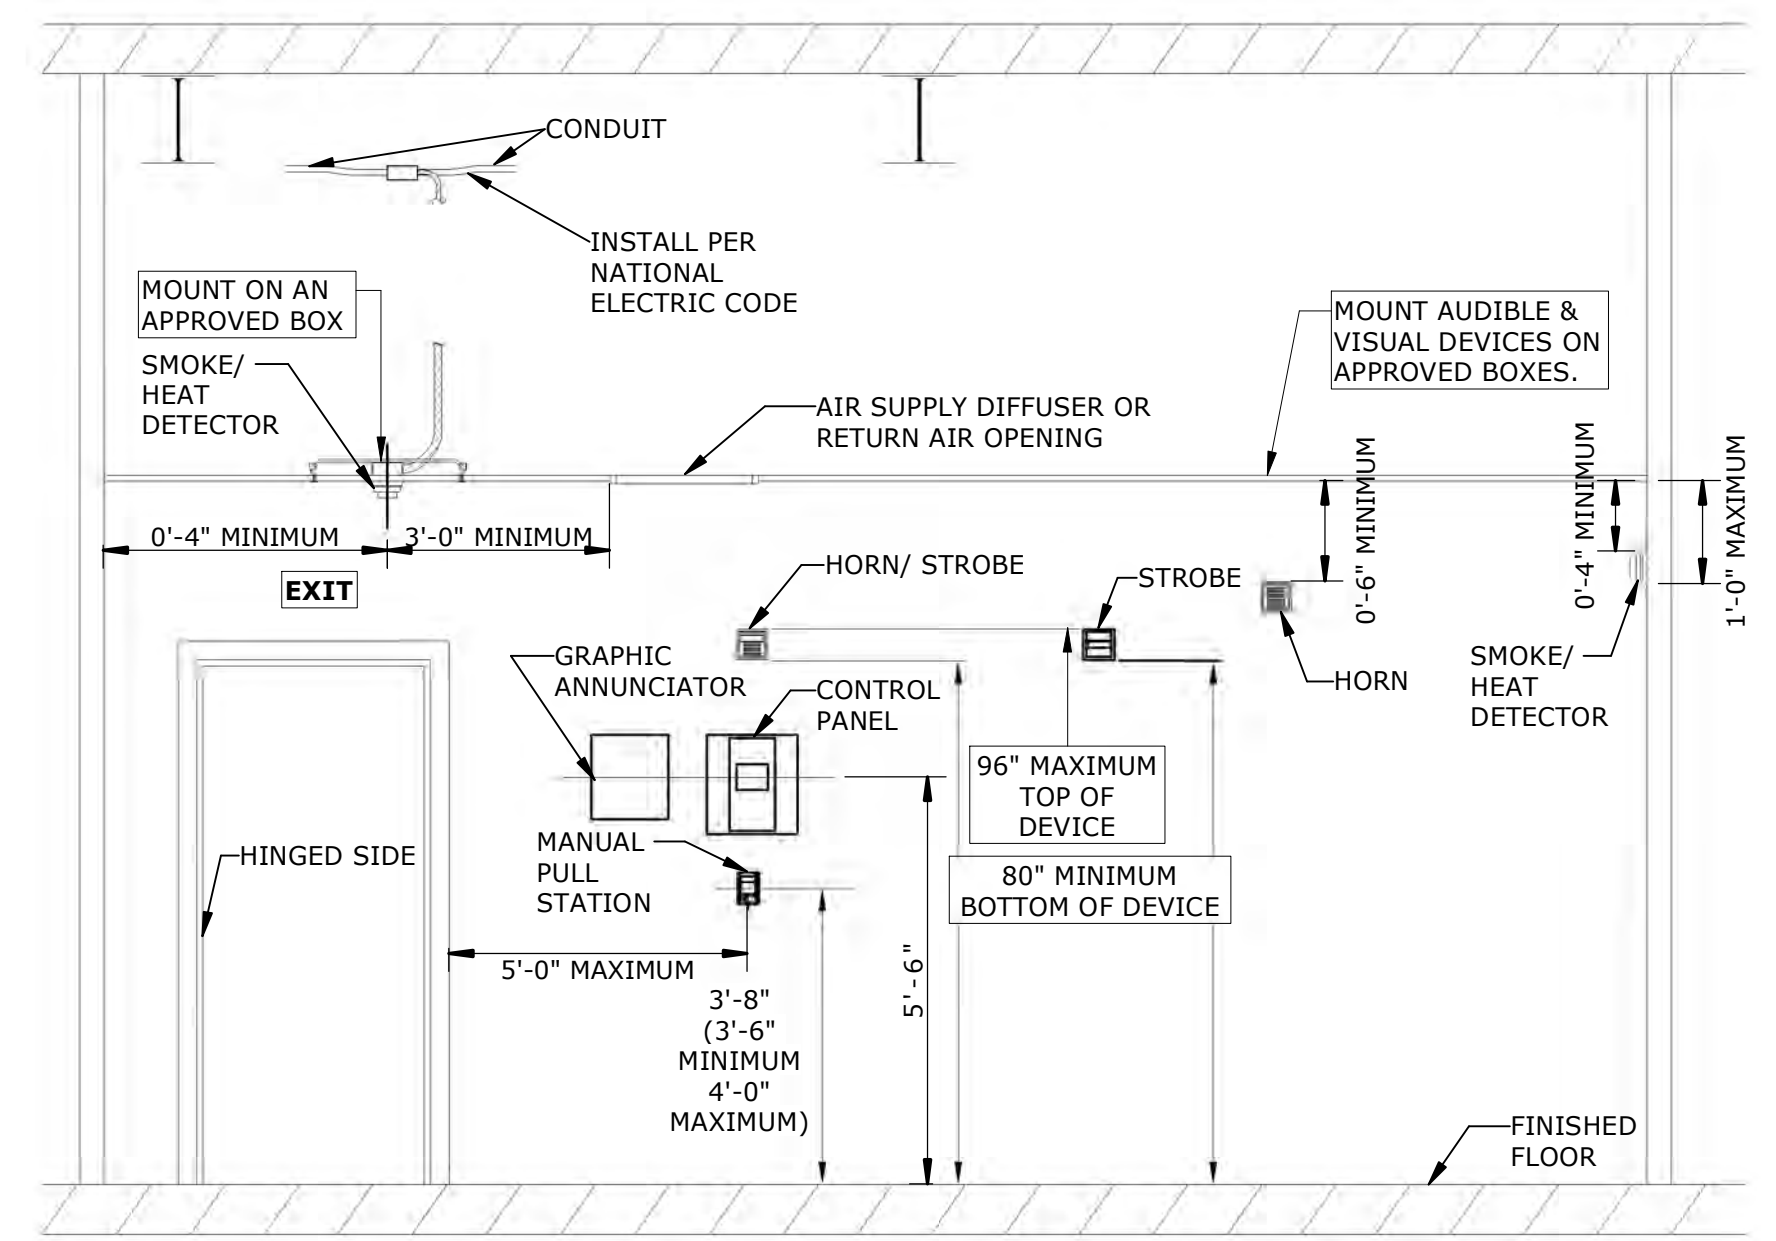 CONDUIT
INSTALL PER
NATIONAL
ELECTRIC CODE
MOUNT ON AN
APPROVED BOX
SMOKE/
HEAT
DETECTOR
MOUNT AUDIBLE &
VISUAL DEVICES ON
APPROVED BOXES.
AIR SUPPLY DIFFUSER OR
RETURN AIR OPENING
0'-4" MINIMUM
3'-0" MINIMUM
0'-6" MINIMUM
0'-4" MINIMUM
1'-0" MAXIMUM
EXIT
HORN/ STROBE
STROBE
HORN
SMOKE/
HEAT
DETECTOR
GRAPHIC
ANNUNCIATOR
CONTROL
PANEL
96" MAXIMUM
TOP OF
DEVICE
80" MINIMUM
BOTTOM OF DEVICE
HINGED SIDE
MANUAL
PULL
STATION
5'-0" MAXIMUM
3'-8"
(3'-6"
MINIMUM
4'-0"
MAXIMUM)
5'-6"
FINISHED
FLOOR